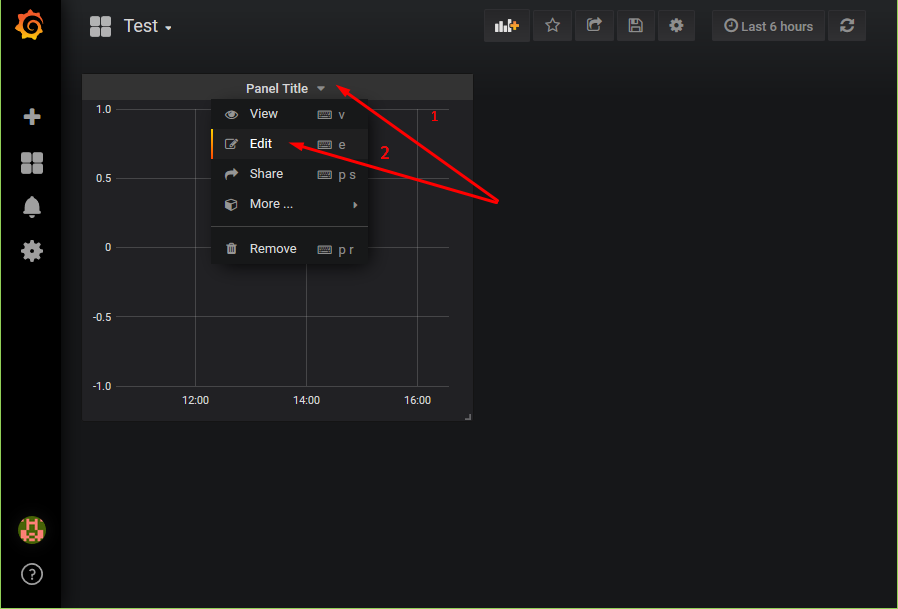 Test
Last 6 hours
Panel Title
1.0
0.5
0
-0.5
-1.0
View v
Edit e
Share p s
More ...
Remove p r
1
2
12:00 14:00 16:00
?